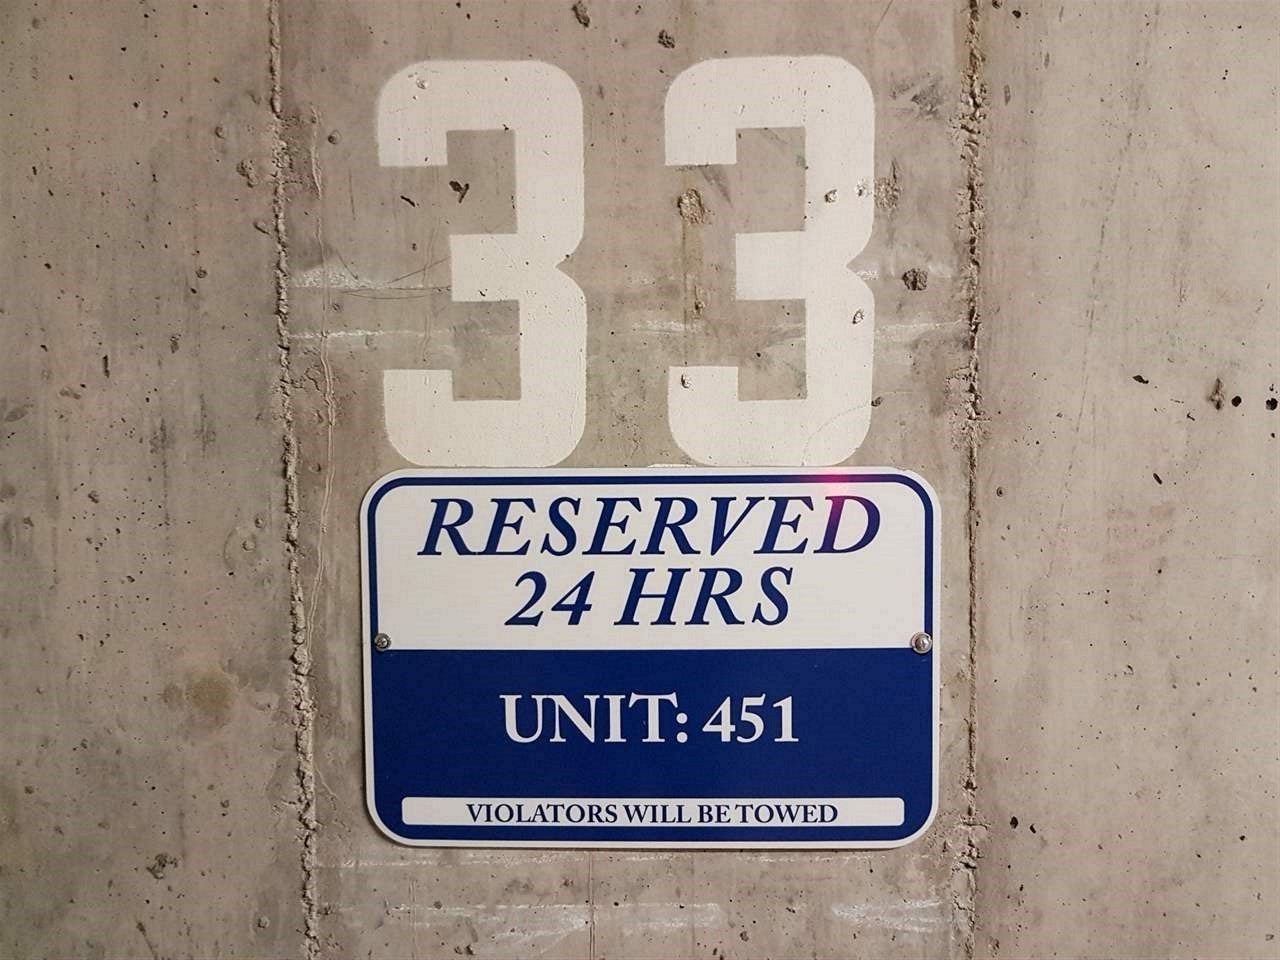 33
RESERVED
24 HRS
UNIT: 451
VIOLATORS WILL BE TOWED